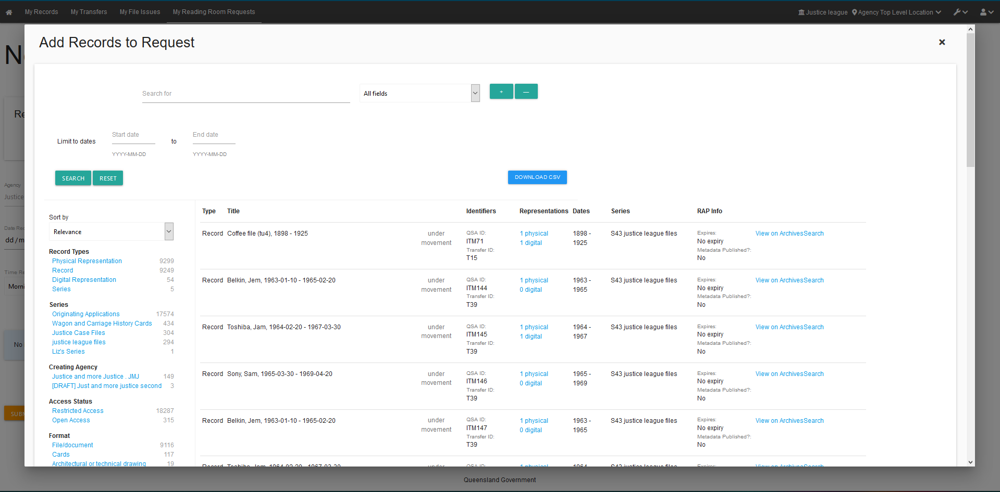 My Records My Transfers My File Issues My Reading Room Requests Justice league Agency Top Level Location
Add Records to Request
Search for All fields + —
Limit to dates Start date to End date
YYYY-MM-DD YYYY-MM-DD
SEARCH RESET DOWNLOAD CSV
Agency
Justice
dd/m
Morni
No
Sort by
Relevance
Record Types
Physical Representation 9299
Record 9249
Digital Representation 54
Series 5
Series
Originating Applications 17574
Wagon and Carriage History Cards 434
Justice Case Files 304
justice league files 294
Liz's Series 1
Creating Agency
Justice and more Justice . JMJ 149
[DRAFT] Just and more justice second 3
Access Status
Restricted Access 18287
Open Access 315
Format
File/document 9116
Cards 117
Architectural or technical drawing 19
Type Title Identifiers Representations Dates Series RAP Info
Record Coffee file (tu4), 1898 - 1925 under movement QSA ID: ITM71 Transfer ID: T15 1 physical 1 digital 1898 - 1925 S43 justice league files Expires: No expiry Metadata Published?: No View on ArchivesSearch
Record Belkin, Jem, 1963-01-10 - 1965-02-20 under movement QSA ID: ITM144 Transfer ID: T39 1 physical 0 digital 1963 - 1965 S43 justice league files Expires: No expiry Metadata Published?: No View on ArchivesSearch
Record Toshiba, Jam, 1964-02-20 - 1967-03-30 under movement QSA ID: ITM145 Transfer ID: T39 1 physical 1 digital 1964 - 1967 S43 justice league files Expires: No expiry Metadata Published?: No View on ArchivesSearch
Record Sony, Sam, 1965-03-30 - 1969-04-20 under movement QSA ID: ITM146 Transfer ID: T39 1 physical 0 digital 1965 - 1969 S43 justice league files Expires: No expiry Metadata Published?: No View on ArchivesSearch
Record Belkin, Jem, 1963-01-10 - 1965-02-20 under movement QSA ID: ITM147 Transfer ID: T39 1 physical 0 digital 1963 - 1965 S43 justice league files Expires: No expiry Metadata Published?: No View on ArchivesSearch
Record Toshiba, Jam, 1964-02-20 - 1967-03-30 under QSA ID: 1 physical 1964 - S43 justice league files Expires: View on ArchivesSearch
Queensland Government